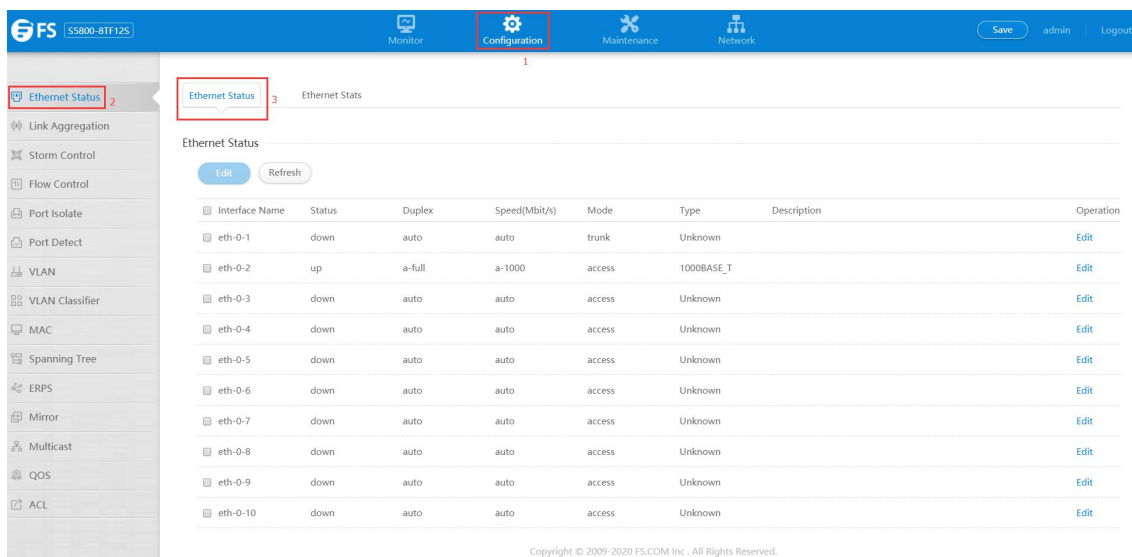 FS S5800-8TF12S Monitor Configuration Maintenance Network Save admin Logout
1
Ethernet Status 2
Link Aggregation
Storm Control
Flow Control
Port Isolate
Port Detect
VLAN
VLAN Classifier
MAC
Spanning Tree
ERPS
Mirror
Multicast
QOS
ACL
Ethernet Status 3 Ethernet Stats
Ethernet Status
Edit Refresh
Interface Name Status Duplex Speed(Mbit/s) Mode Type Description Operation
eth-0-1 down auto auto trunk Unknown Edit
eth-0-2 up a-full a-1000 access 1000BASE_T Edit
eth-0-3 down auto auto access Unknown Edit
eth-0-4 down auto auto access Unknown Edit
eth-0-5 down auto auto access Unknown Edit
eth-0-6 down auto auto access Unknown Edit
eth-0-7 down auto auto access Unknown Edit
eth-0-8 down auto auto access Unknown Edit
eth-0-9 down auto auto access Unknown Edit
eth-0-10 down auto auto access Unknown Edit
Copyright © 2009-2020 FS.COM Inc . All Rights Reserved.